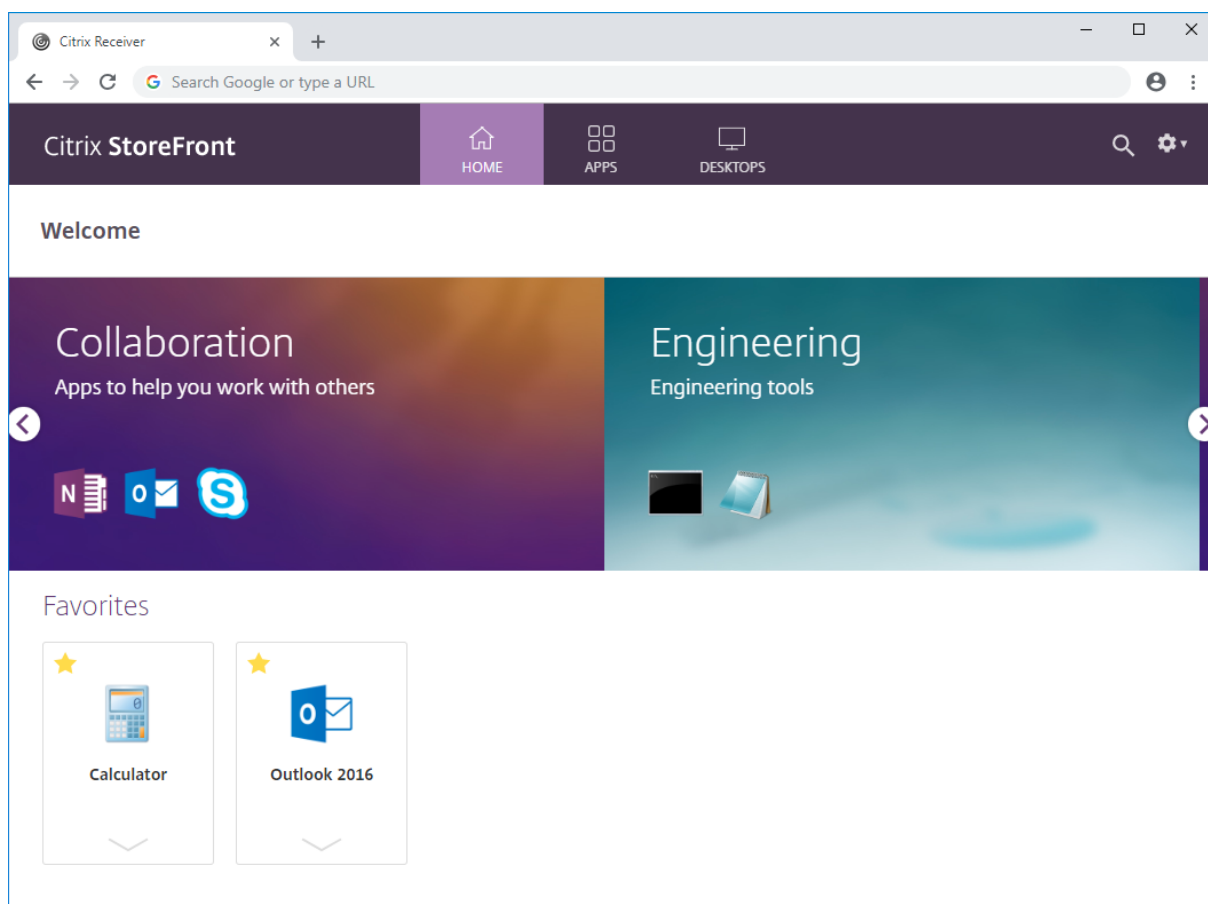 Citrix Receiver
Search Google or type a URL
Citrix StoreFront
HOME
APPS
DESKTOPS
Welcome
Collaboration
Apps to help you work with others
Engineering
Engineering tools
N
O
S
Favorites
0
Calculator
O
Outlook 2016